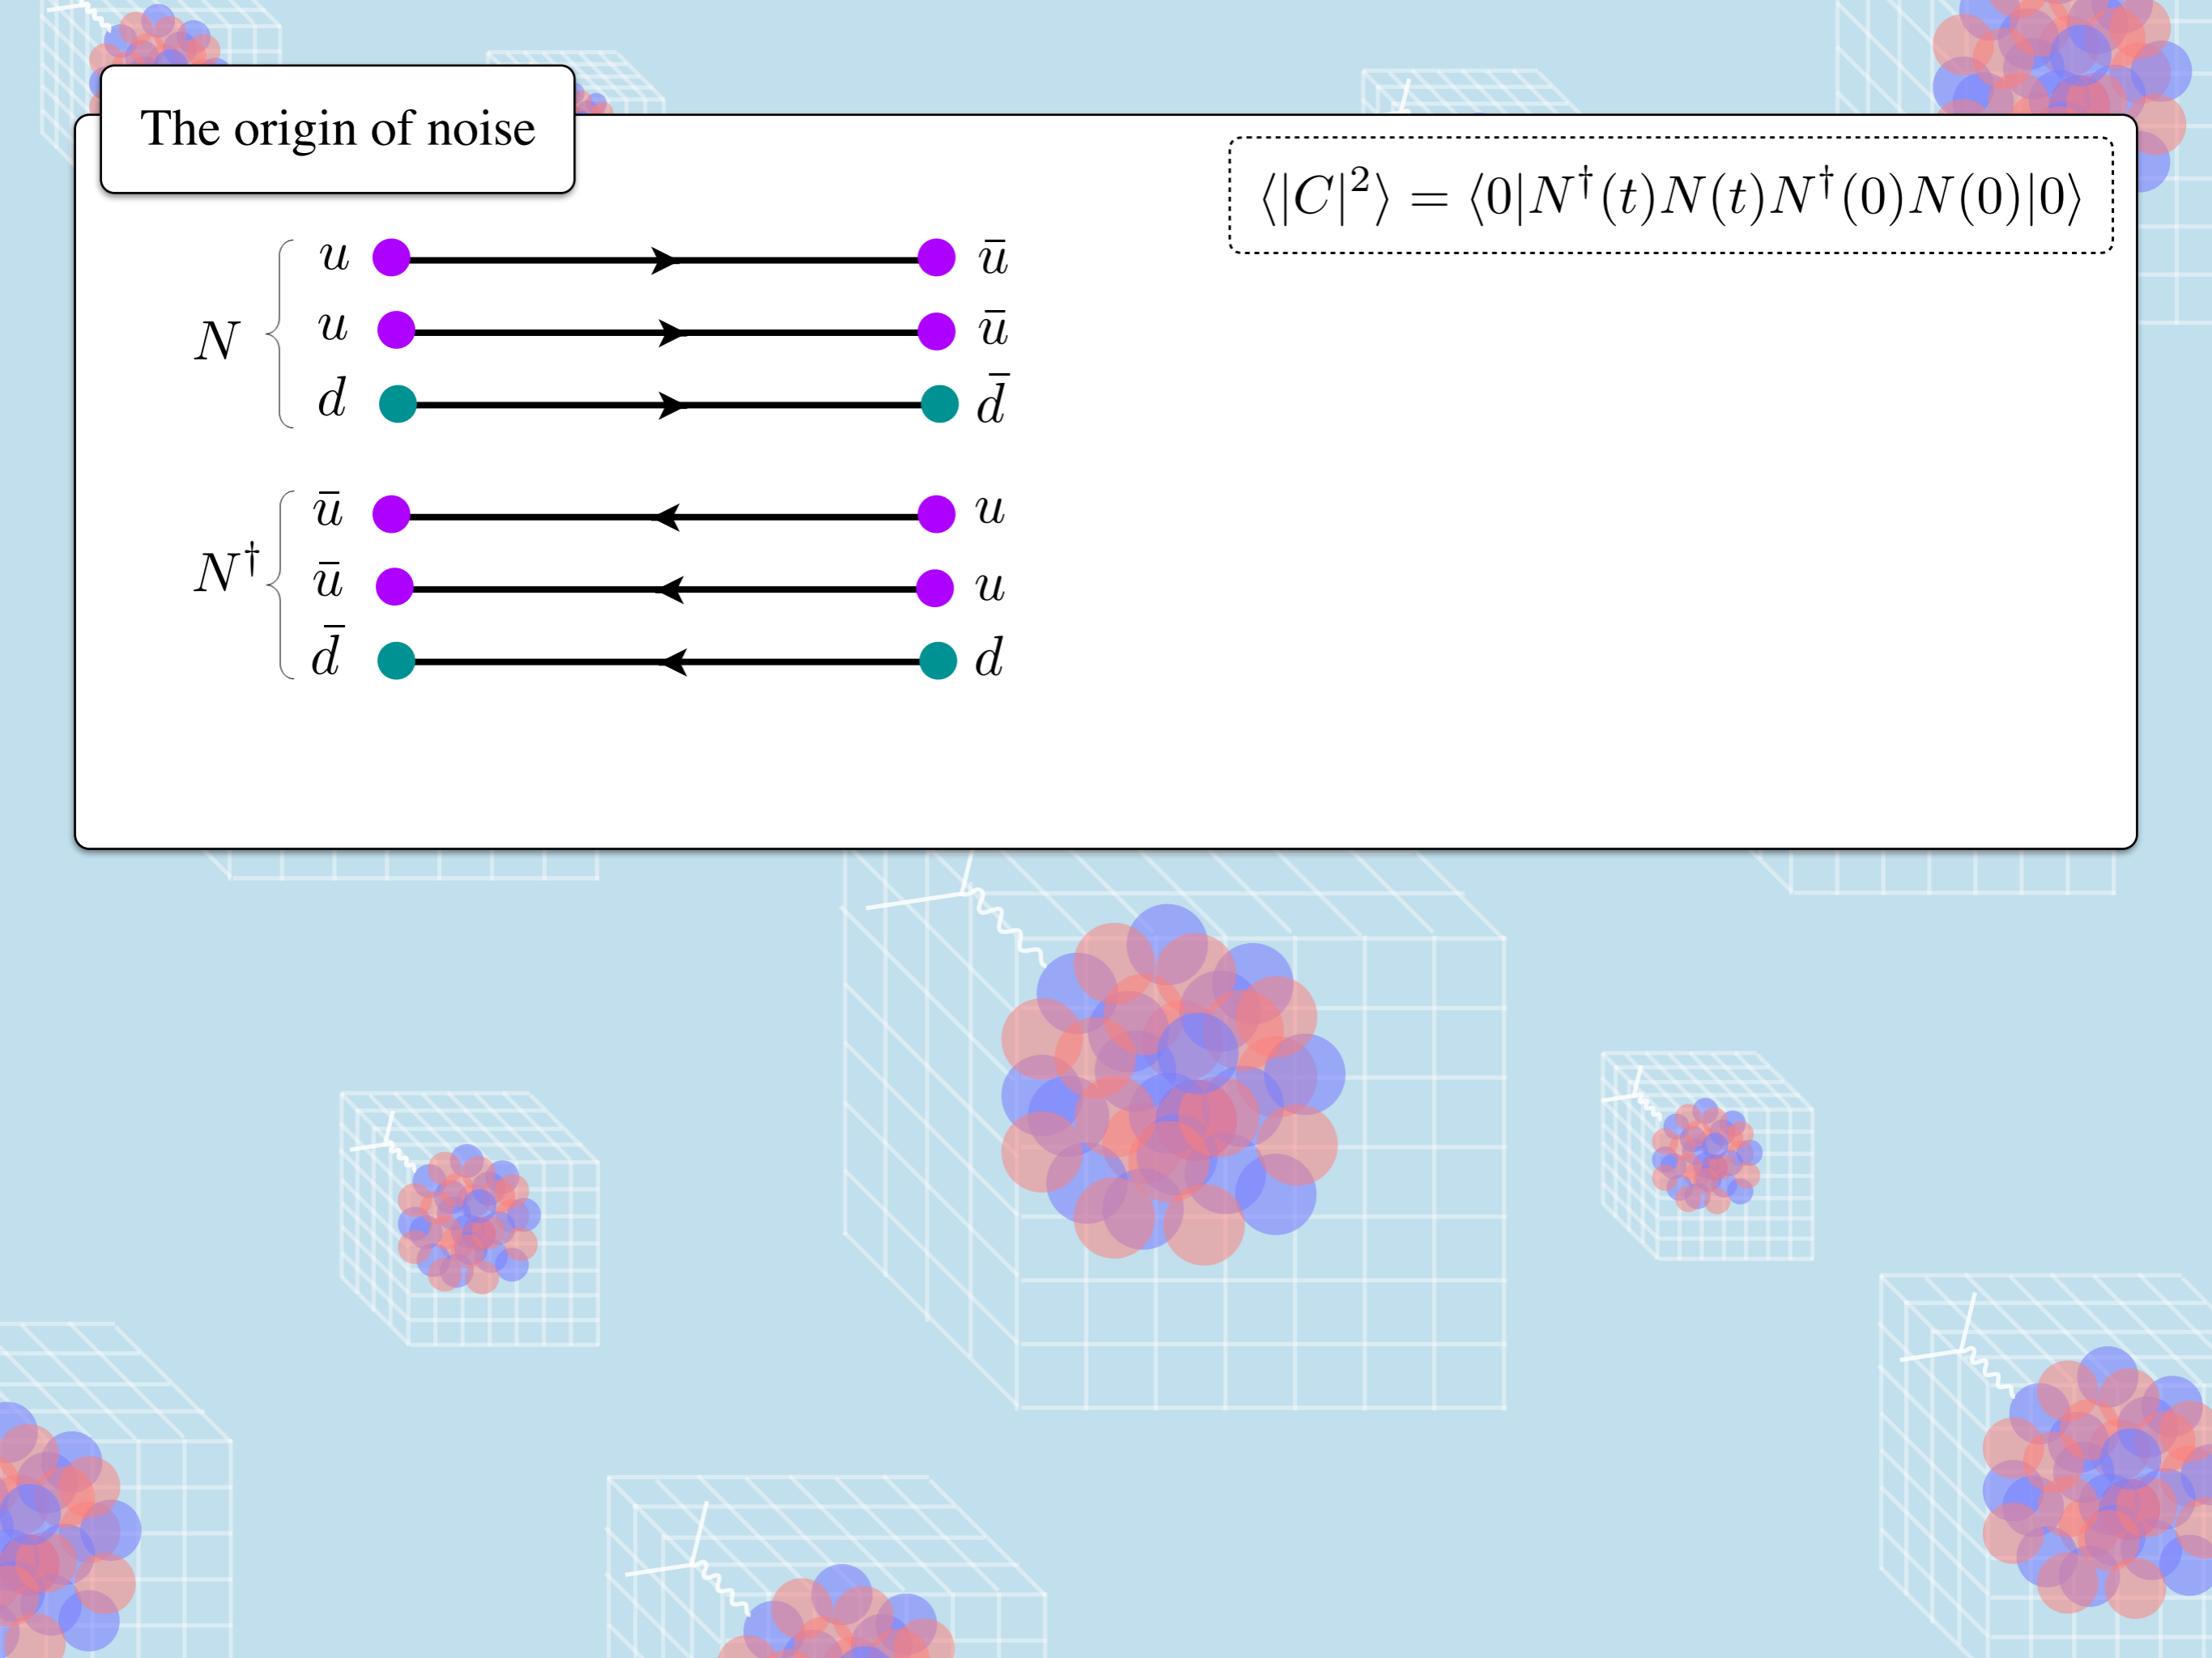 The origin of noise
⟨|C|²⟩ = ⟨0|N†(t)N(t)N†(0)N(0)|0⟩
N
u ū
u ū
d d̄
N†
ū u
ū u
d̄ d